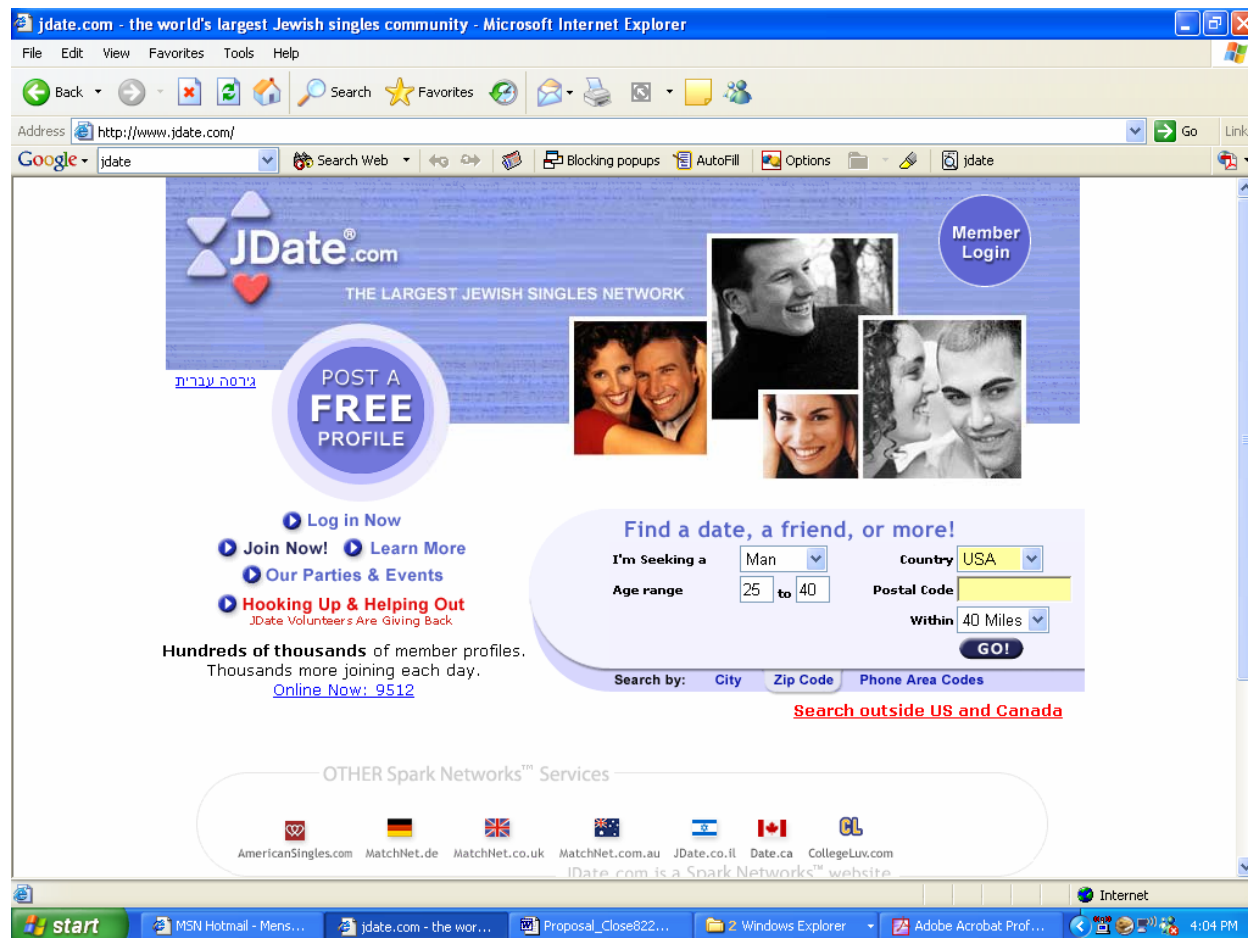 jdate.com - the world's largest Jewish singles community - Microsoft Internet Explorer
File Edit View Favorites Tools Help
Back Search Favorites
Address http://www.jdate.com/ Go Link
Google jdate Search Web Blocking popups AutoFill Options jdate
JDate®.com
THE LARGEST JEWISH SINGLES NETWORK
Member
Login
גירסה עברית
POST A
FREE
PROFILE
Log in Now
Join Now! Learn More
Our Parties & Events
Hooking Up & Helping Out
JDate Volunteers Are Giving Back
Hundreds of thousands of member profiles.
Thousands more joining each day.
Online Now: 9512
Find a date, a friend, or more!
I'm Seeking a Man Country USA
Age range 25 to 40 Postal Code
Within 40 Miles
GO!
Search by: City Zip Code Phone Area Codes
Search outside US and Canada
OTHER Spark Networks™ Services
CL
AmericanSingles.com MatchNet.de MatchNet.co.uk MatchNet.com.au JDate.co.il Date.ca CollegeLuv.com
JDate.com is a Spark Networks™ website
Internet
start MSN Hotmail - Mens... jdate.com - the wor... Proposal_Close822... 2 Windows Explorer Adobe Acrobat Prof... 4:04 PM